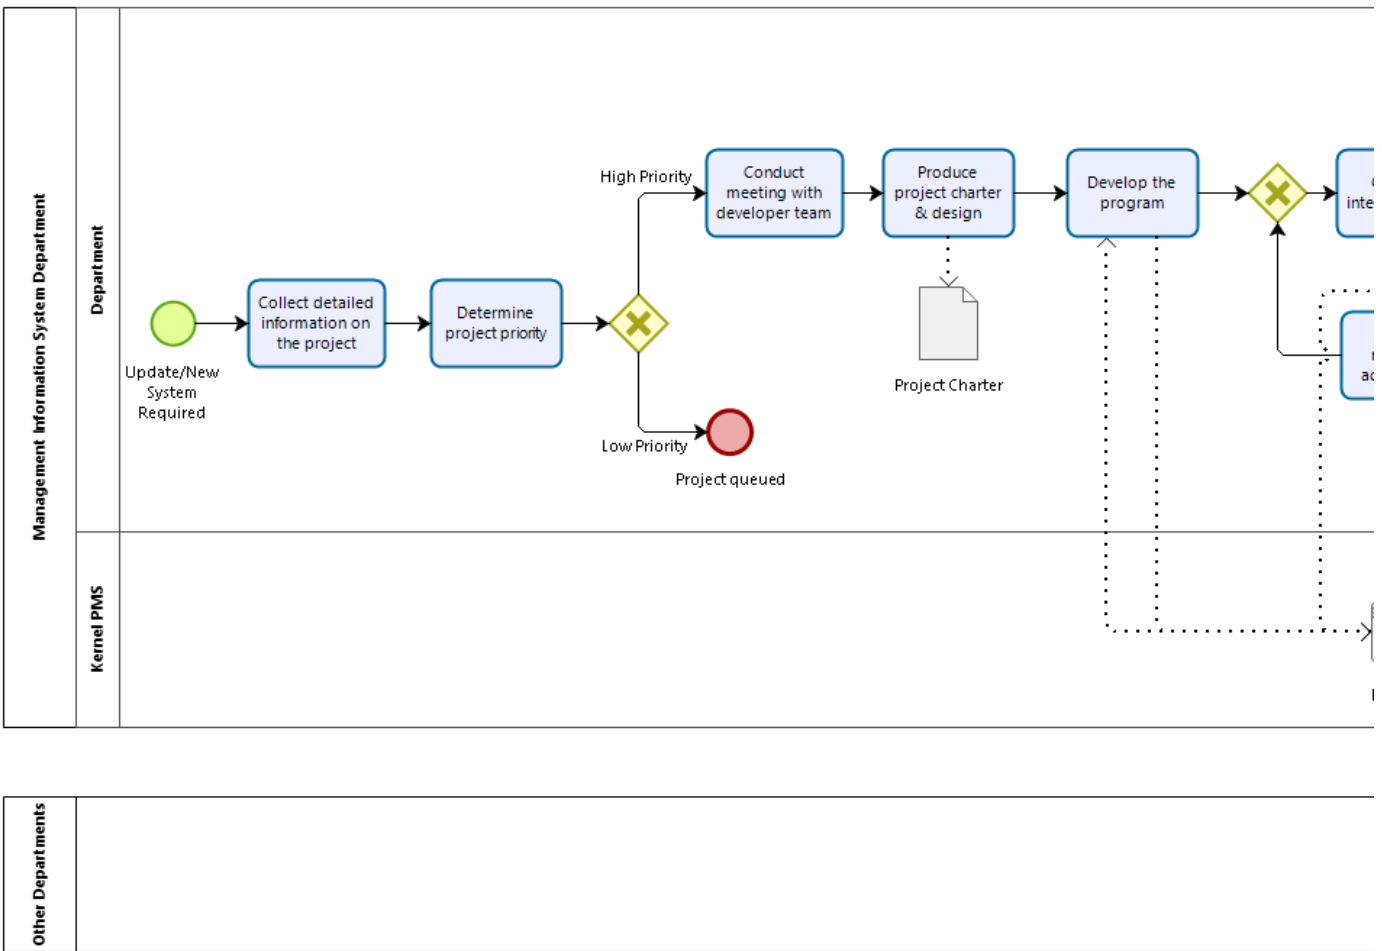 Management Information System Department
Department
Kernel PMS
Other Departments
Update/New
System
Required
Collect detailed
information on
the project
Determine
project priority
High Priority
Low Priority
Project queued
Conduct
meeting with
developer team
Produce
project charter
& design
Project Charter
Develop the
program